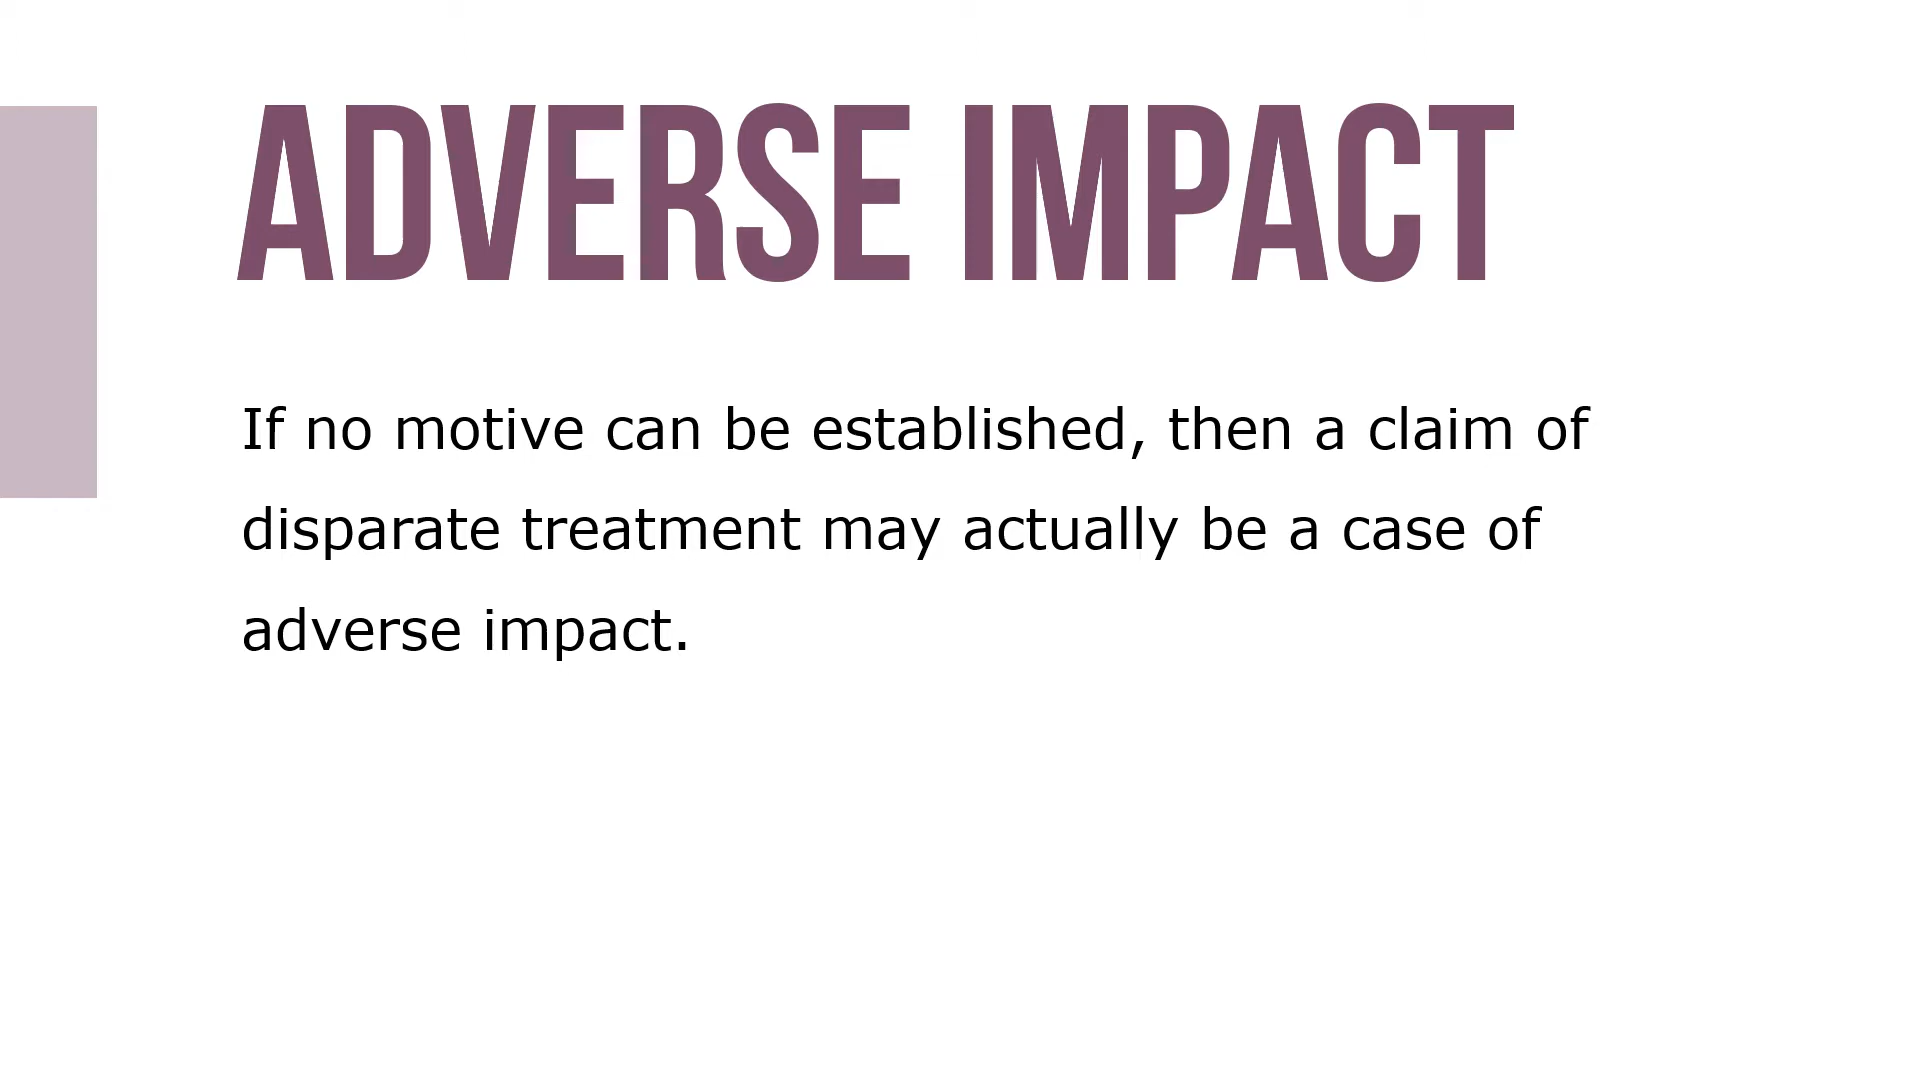 ADVERSE IMPACT
If no motive can be established, then a claim of
disparate treatment may actually be a case of
adverse impact.